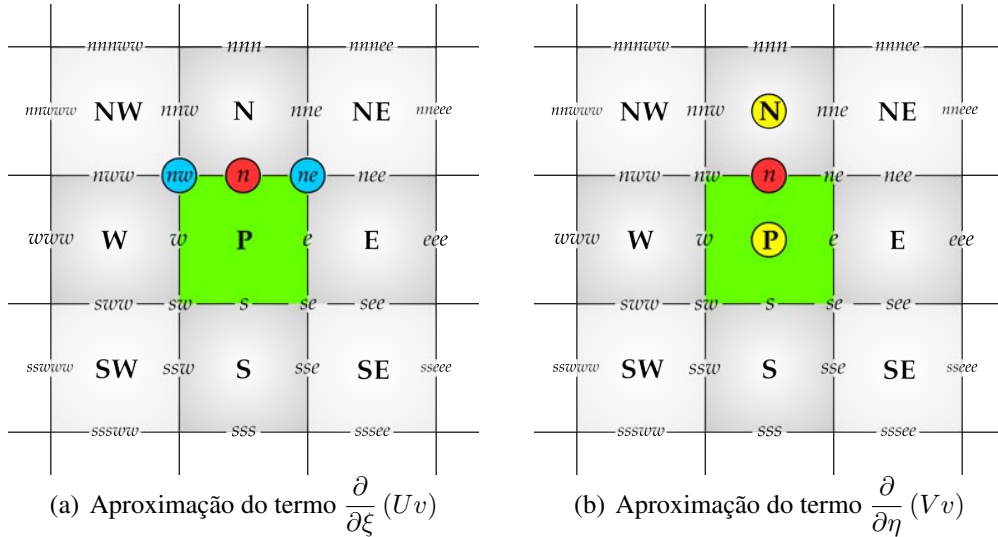 nnnww nnn nnnee nnnww nnn nnnee
nnwww NW nnw N nne NE nneee nnwww NW nnw N nne NE nneee
nww nw n ne nee nww nw n ne nee
www W w P e E eee www W w P e E eee
sww sw s se see sww sw s se see
sswww SW ssw S sse SE sseee sswww SW ssw S sse SE sseee
sssww sss sssee sssww sss sssee
(a) Aproximação do termo ∂/∂ξ (Uv) (b) Aproximação do termo ∂/∂η (Vv)